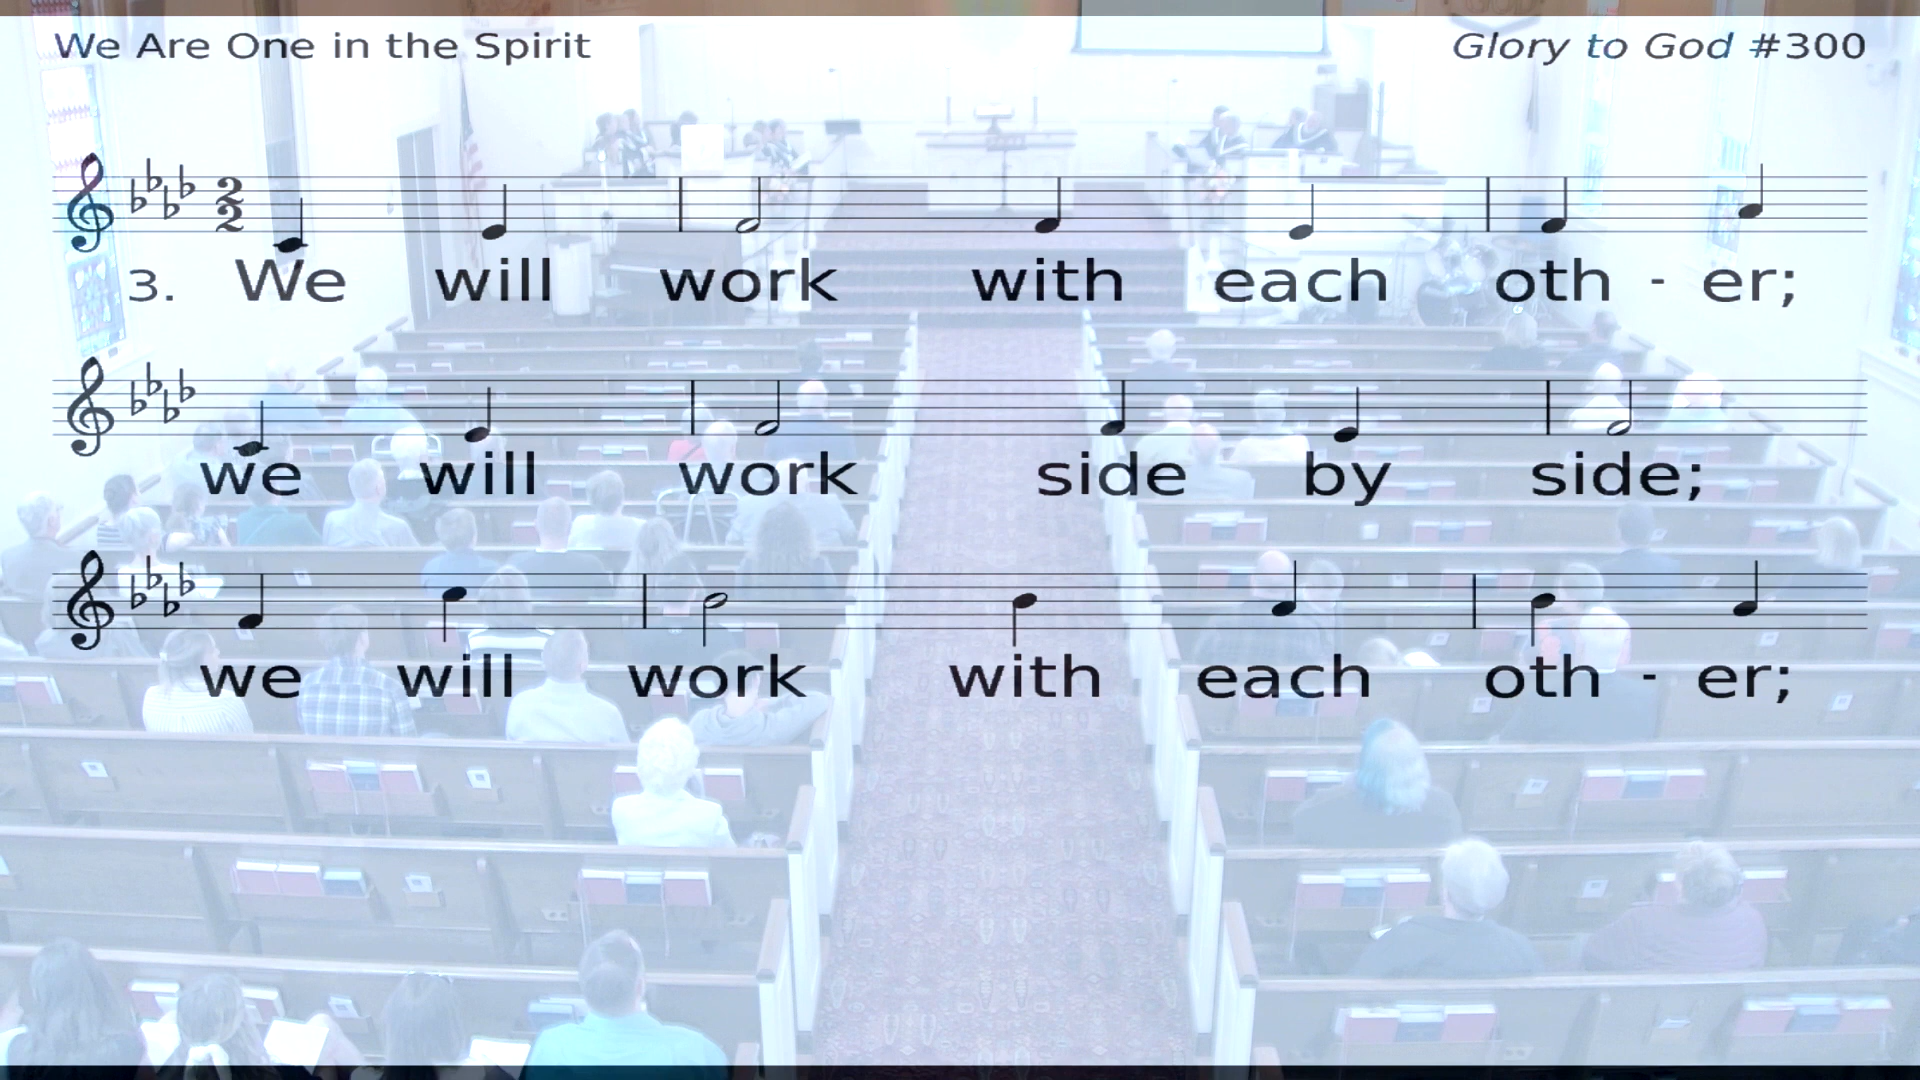 We Are One in the Spirit
Glory to God #300
3. We will work with each oth - er;
we will work side by side;
we will work with each oth - er;